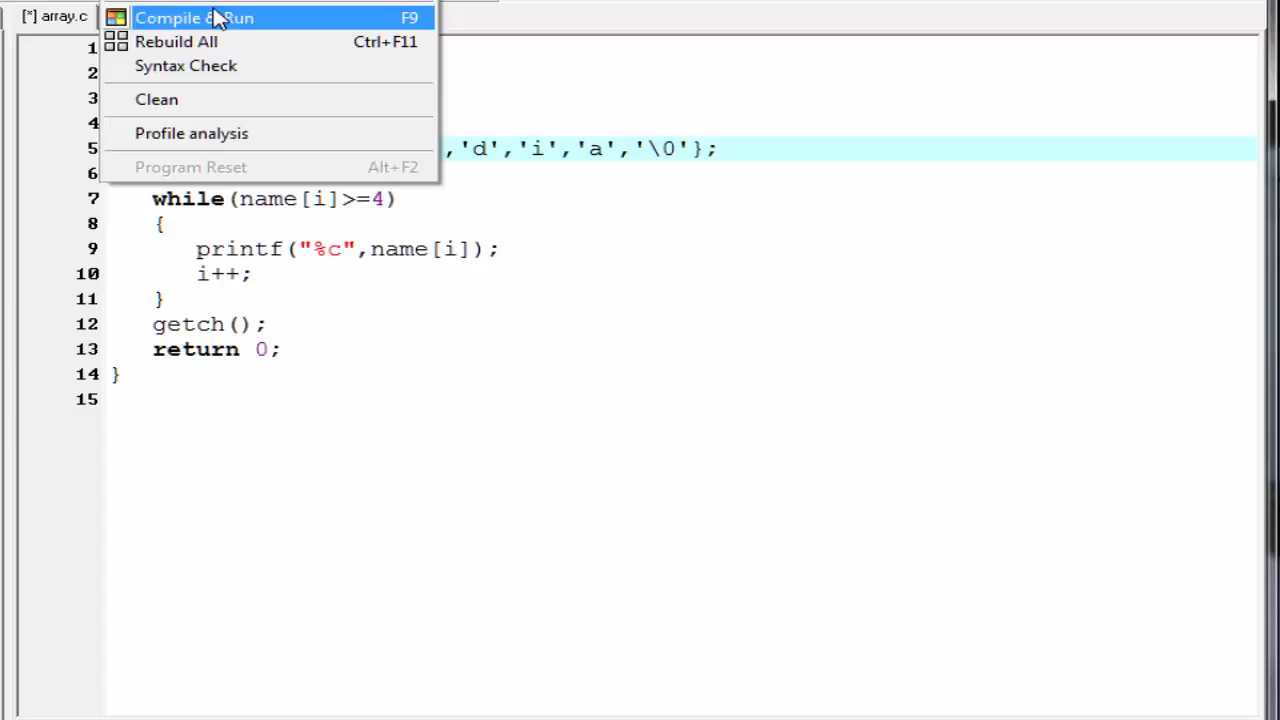 [*] array.c
Compile & Run F9
1
Rebuild All Ctrl+F11
2
Syntax Check
3
Clean
4
Profile analysis
5 ,'d','i','a','\0'};
6
Program Reset Alt+F2
7 while(name[i]>=4)
8 {
9 printf("%c",name[i]);
10 i++;
11 }
12 getch();
13 return 0;
14 }
15